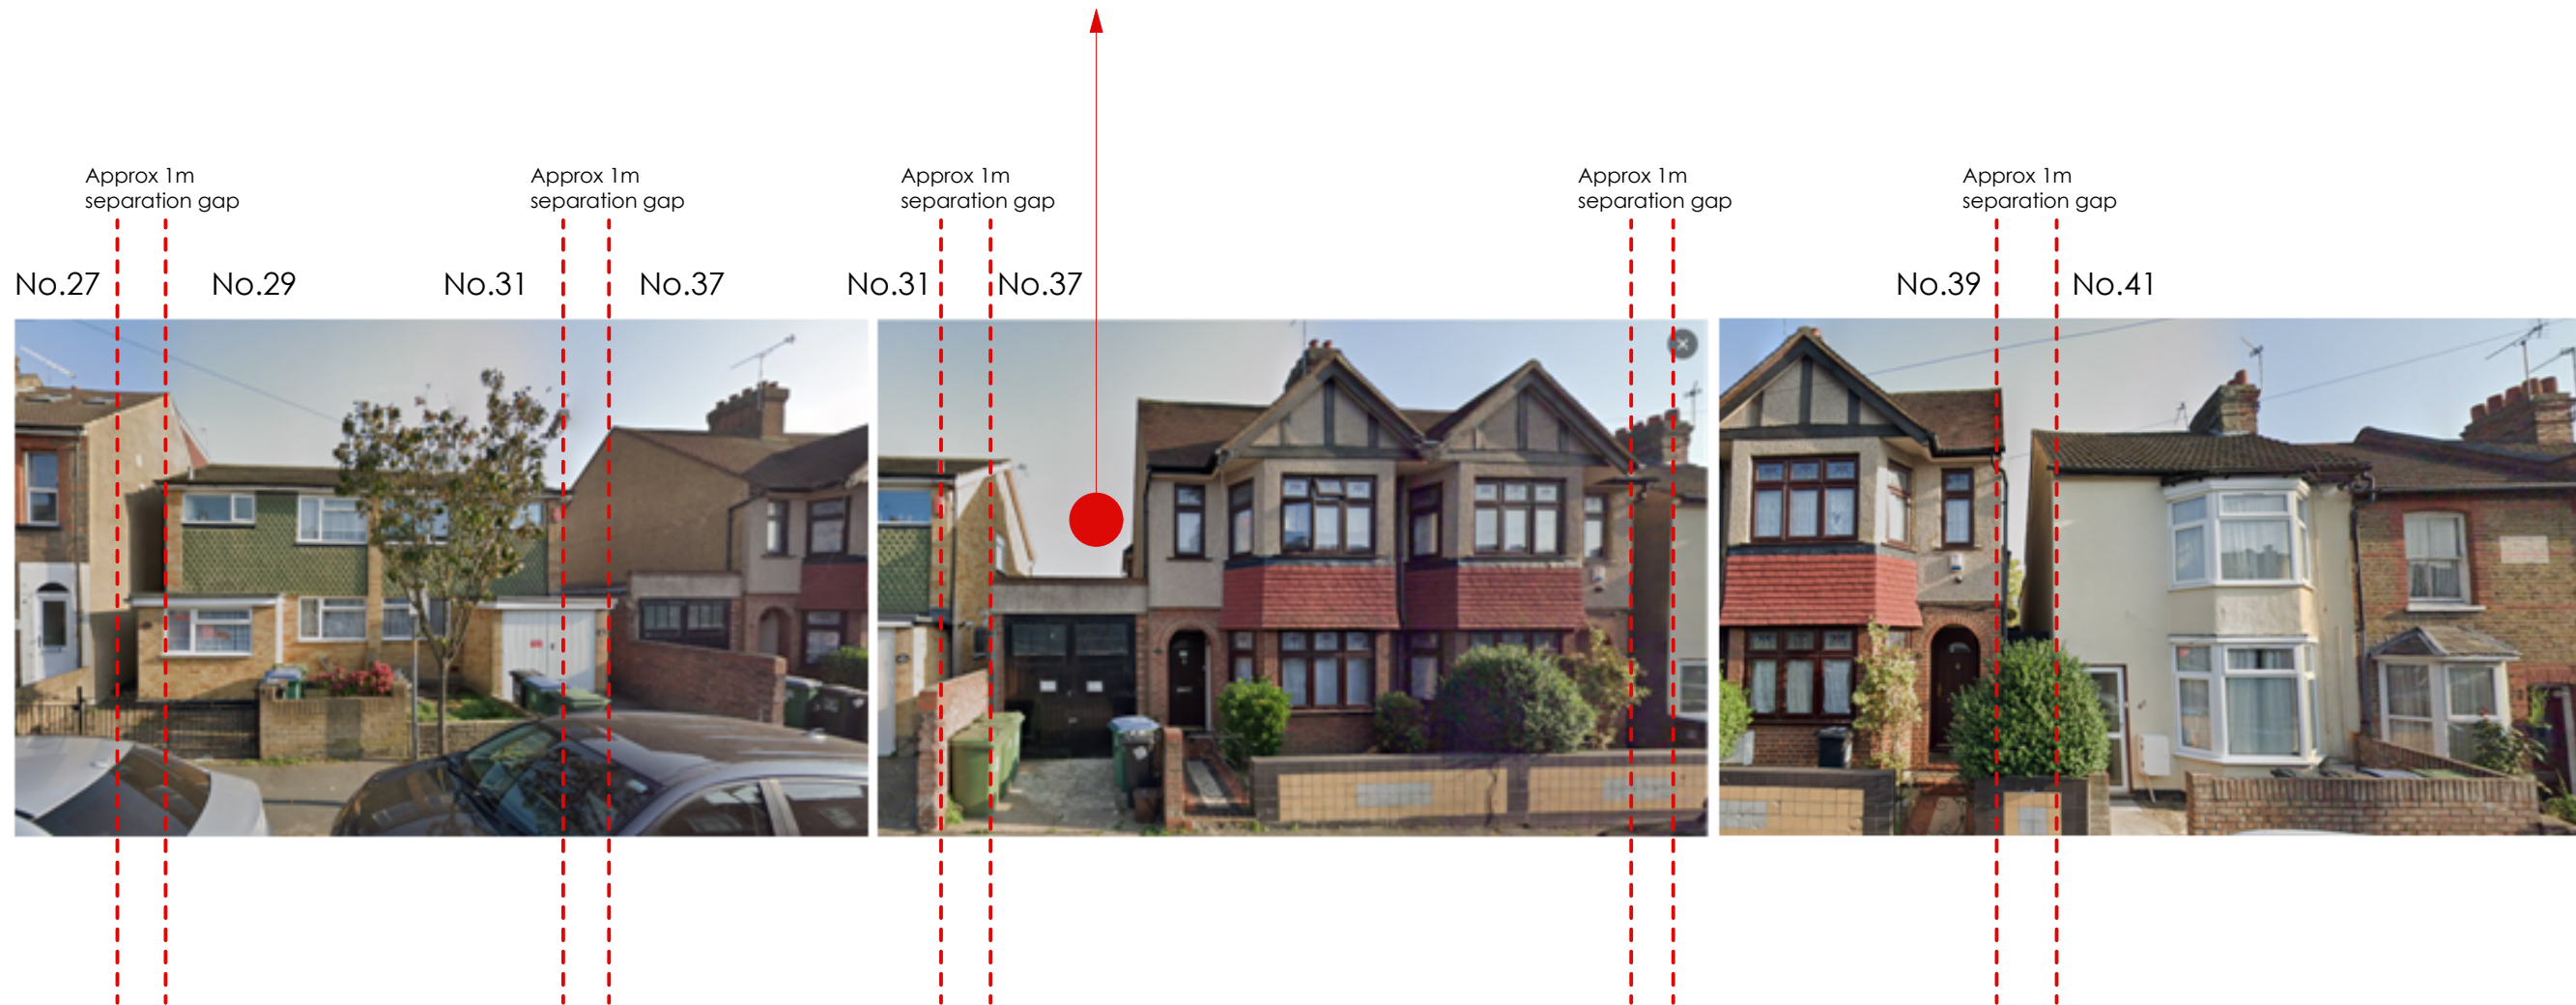 Approx 1m
separation gap
Approx 1m
separation gap
Approx 1m
separation gap
Approx 1m
separation gap
Approx 1m
separation gap
No.27
No.29
No.31
No.37
No.31
No.37
No.39
No.41